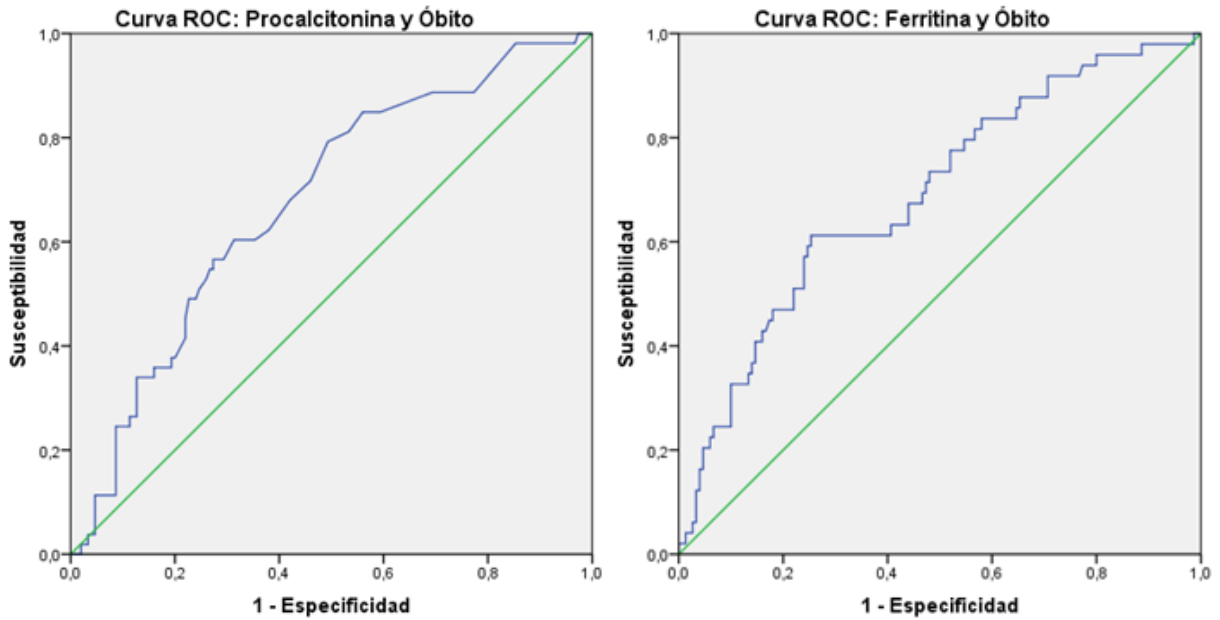 Curva ROC: Procalcitonina y Óbito
1,0
0,8
0,6
0,4
0,2
0,0
Susceptibilidad
0,0 0,2 0,4 0,6 0,8 1,0
1 - Especificidad
Curva ROC: Ferritina y Óbito
1,0
0,8
0,6
0,4
0,2
0,0
Susceptibilidad
0,0 0,2 0,4 0,6 0,8 1,0
1 - Especificidad